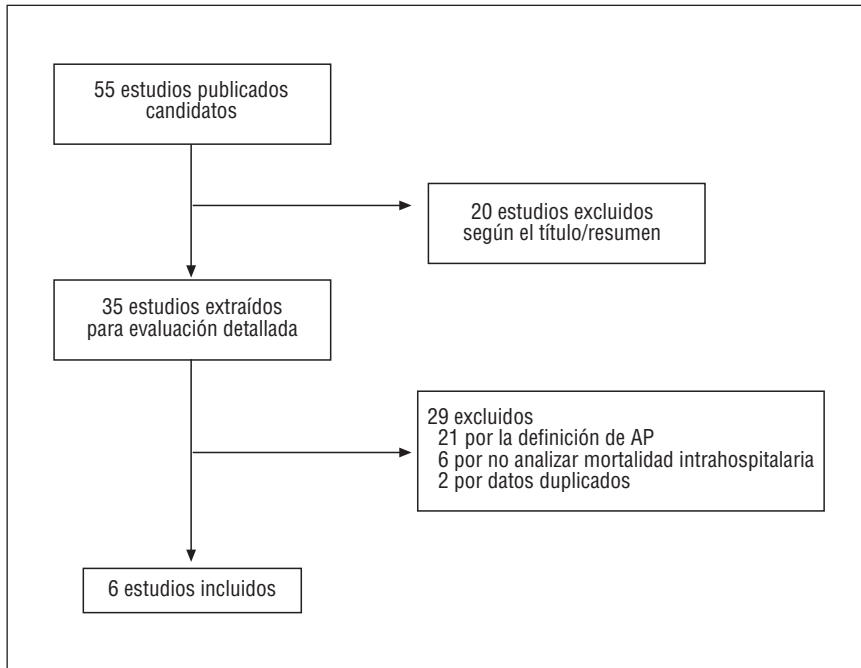 55 estudios publicados
candidatos
20 estudios excluidos
según el título/resumen
35 estudios extraídos
para evaluación detallada
29 excluidos
21 por la definición de AP
6 por no analizar mortalidad intrahospitalaria
2 por datos duplicados
6 estudios incluidos